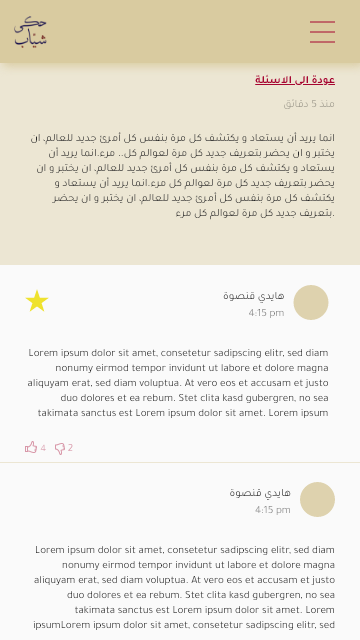 حكي
شباب
عودة الى الاسئلة
منذ 5 دقائق
انما يريد أن يستعاد و يكتشف كل مرة بنفس كل أمرئ جديد للعالم. ان
يختبر و ان يحضر بتعريف جديد كل مرة لعوالم كل.. مرء.انما يريد أن
يستعاد و يكتشف كل مرة بنفس كل أمرئ جديد للعالم. ان يختبر و ان
يحضر بتعريف جديد كل مرة لعوالم كل مرء.انما يريد أن يستعاد و
يكتشف كل مرة بنفس كل أمرئ جديد للعالم. ان يختبر و ان يحضر
.بتعريف جديد كل مرة لعوالم كل مرء
هايدي قنصوة
4:15 pm
Lorem ipsum dolor sit amet, consetetur sadipscing elitr, sed diam
nonumy eirmod tempor invidunt ut labore et dolore magna
aliquyam erat, sed diam voluptua. At vero eos et accusam et justo
duo dolores et ea rebum. Stet clita kasd gubergren, no sea
takimata sanctus est Lorem ipsum dolor sit amet. Lorem ipsum
4 2
هايدي قنصوة
4:15 pm
Lorem ipsum dolor sit amet, consetetur sadipscing elitr, sed diam
nonumy eirmod tempor invidunt ut labore et dolore magna
aliquyam erat, sed diam voluptua. At vero eos et accusam et justo
duo dolores et ea rebum. Stet clita kasd gubergren, no sea
takimata sanctus est Lorem ipsum dolor sit amet. Lorem
ipsumLorem ipsum dolor sit amet, consetetur sadipscing elitr, sed